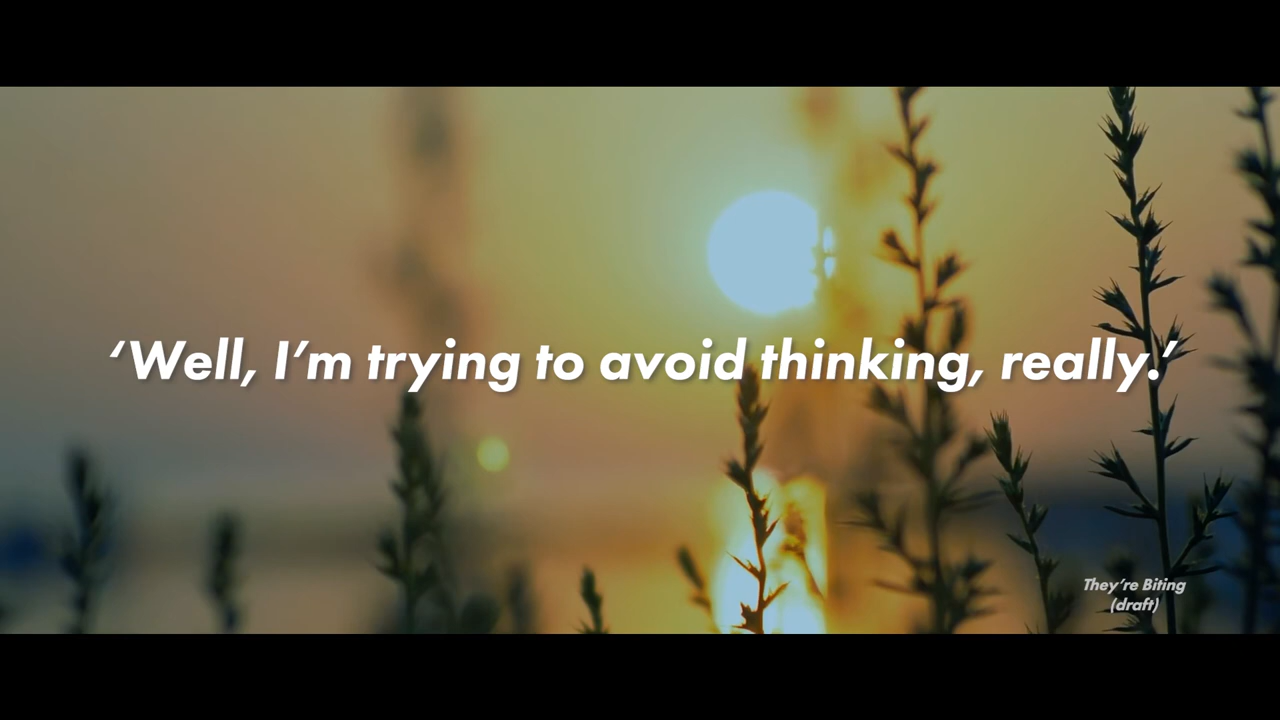 ‘Well, I’m trying to avoid thinking, really.’
They’re Biting
(draft)